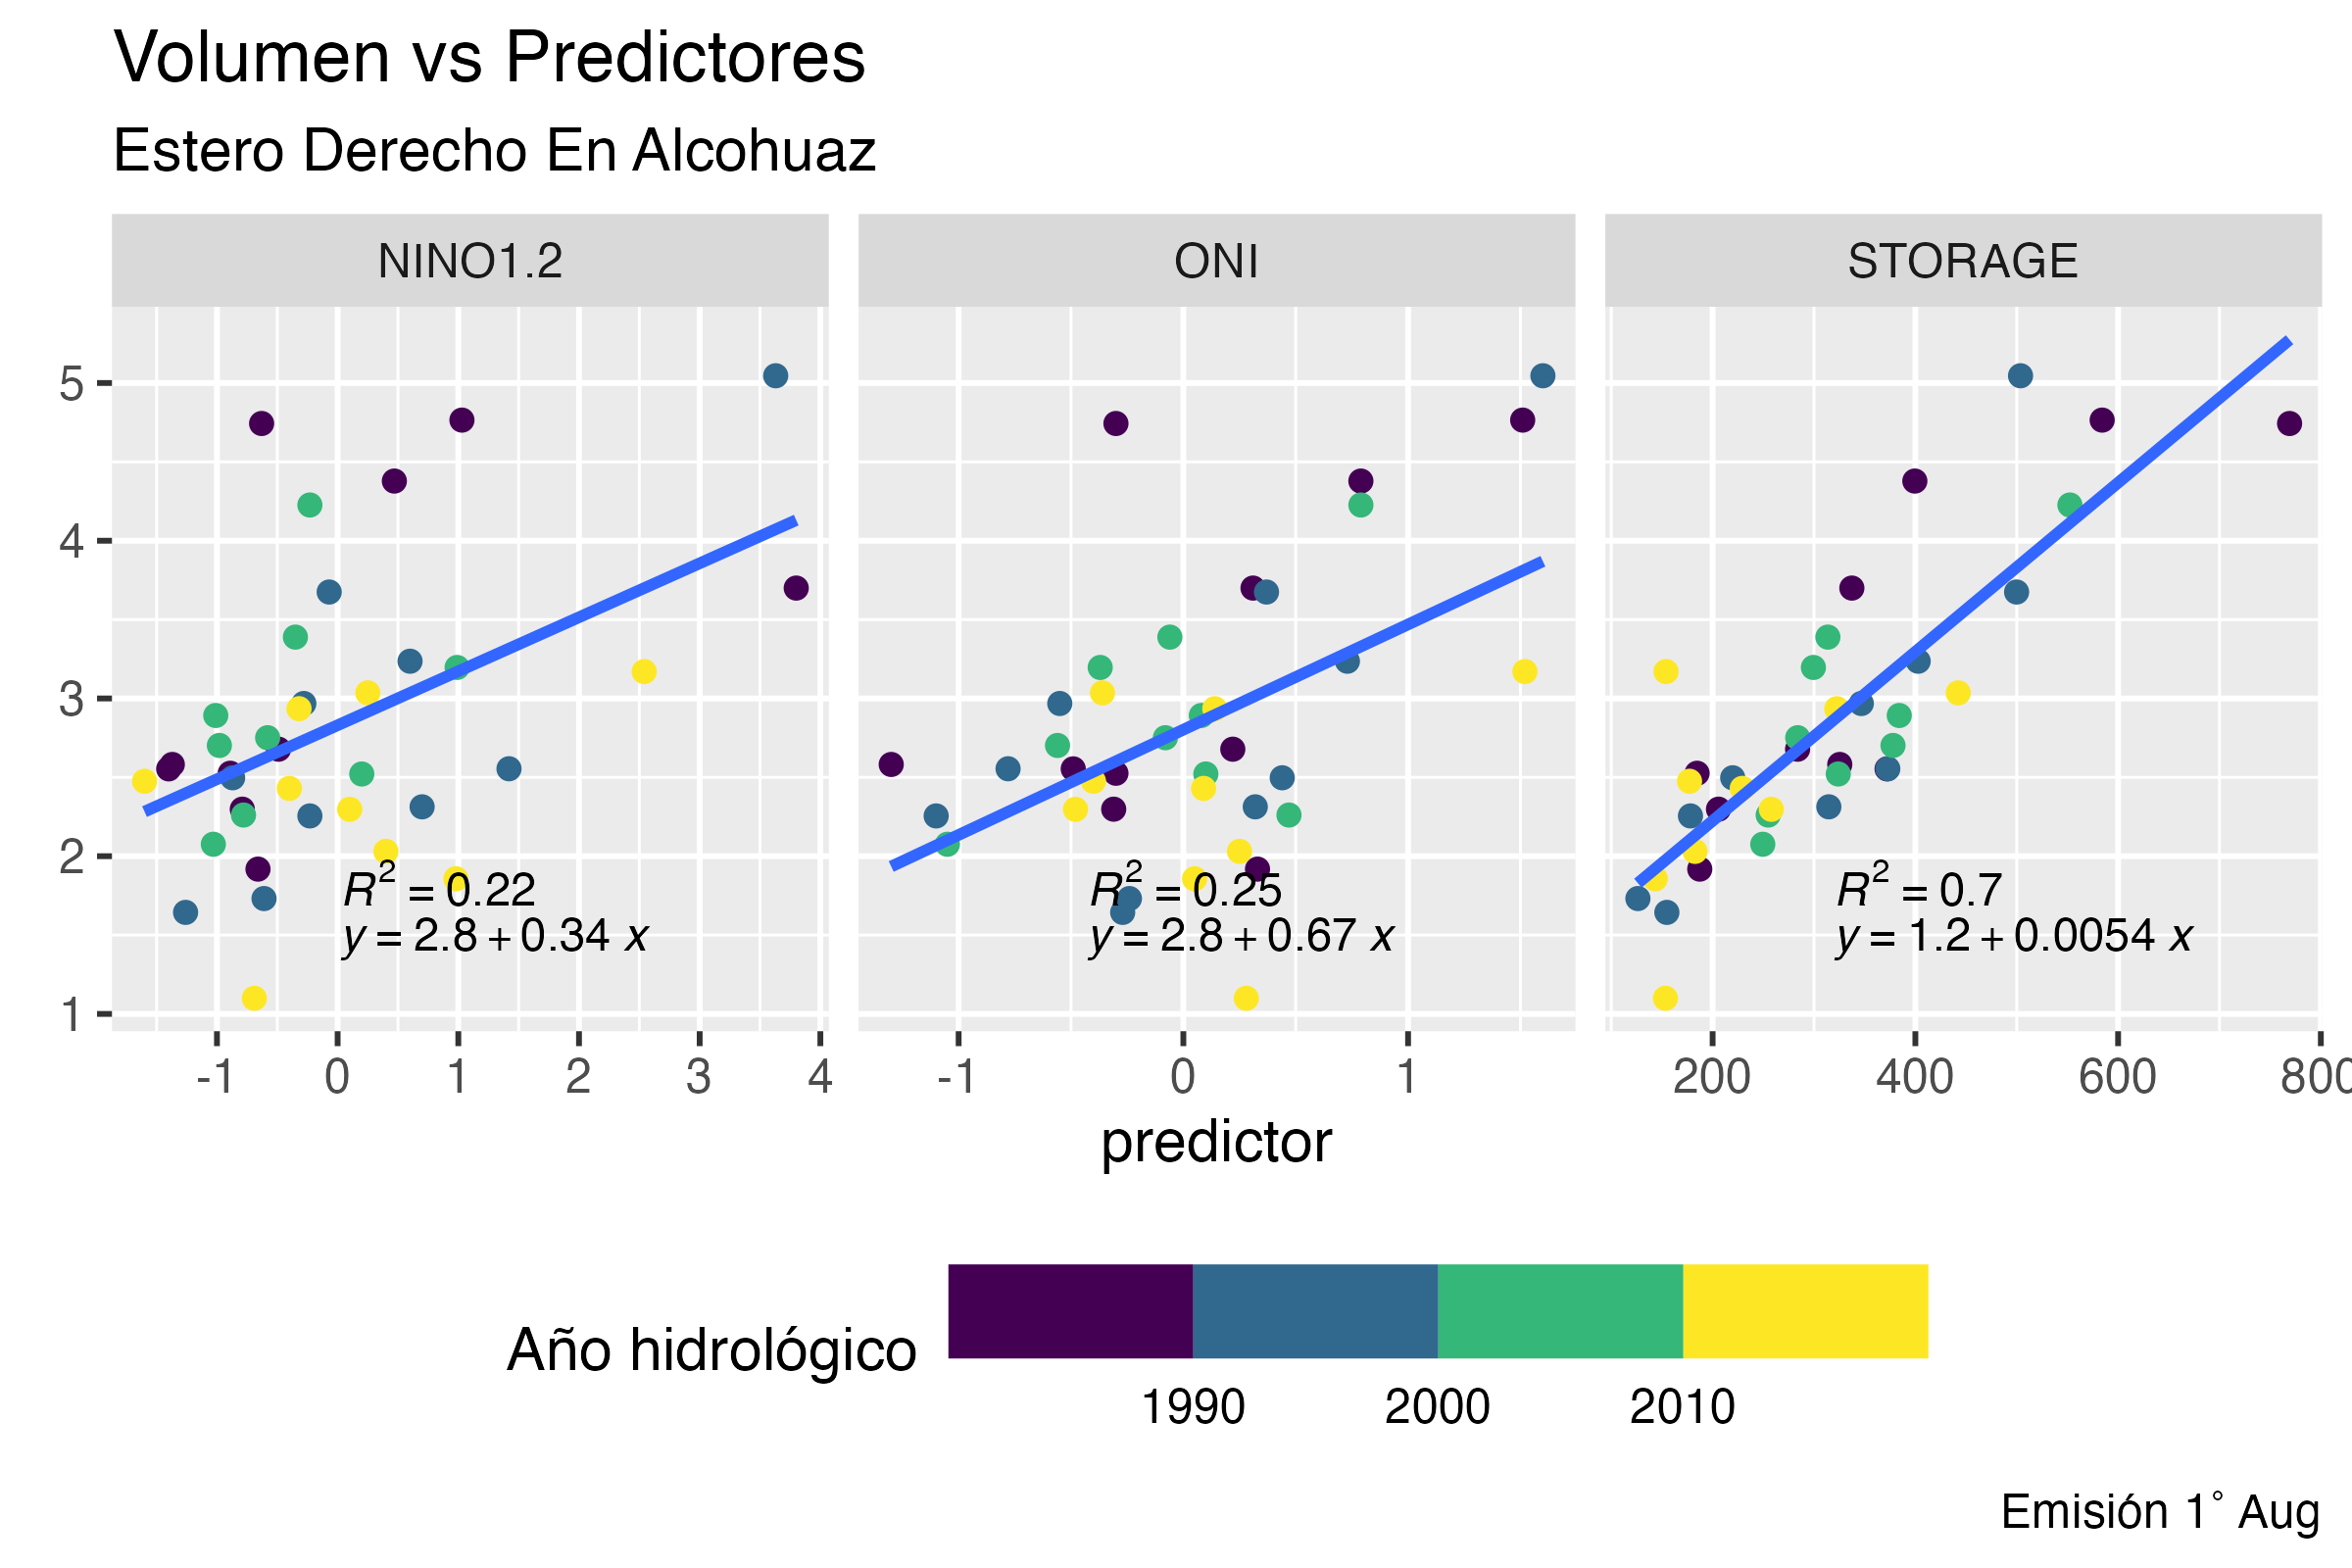 Volumen vs Predictores
Estero Derecho En Alcohuaz
NINO1.2 ONI STORAGE
5
4
3
2
1
R² = 0.22 R² = 0.25 R² = 0.7
y = 2.8 + 0.34 x y = 2.8 + 0.67 x y = 1.2 + 0.0054 x
-1 0 1 2 3 4 -1 0 1 200 400 600 800
predictor
Año hidrológico
1990 2000 2010
Emisión 1° Aug